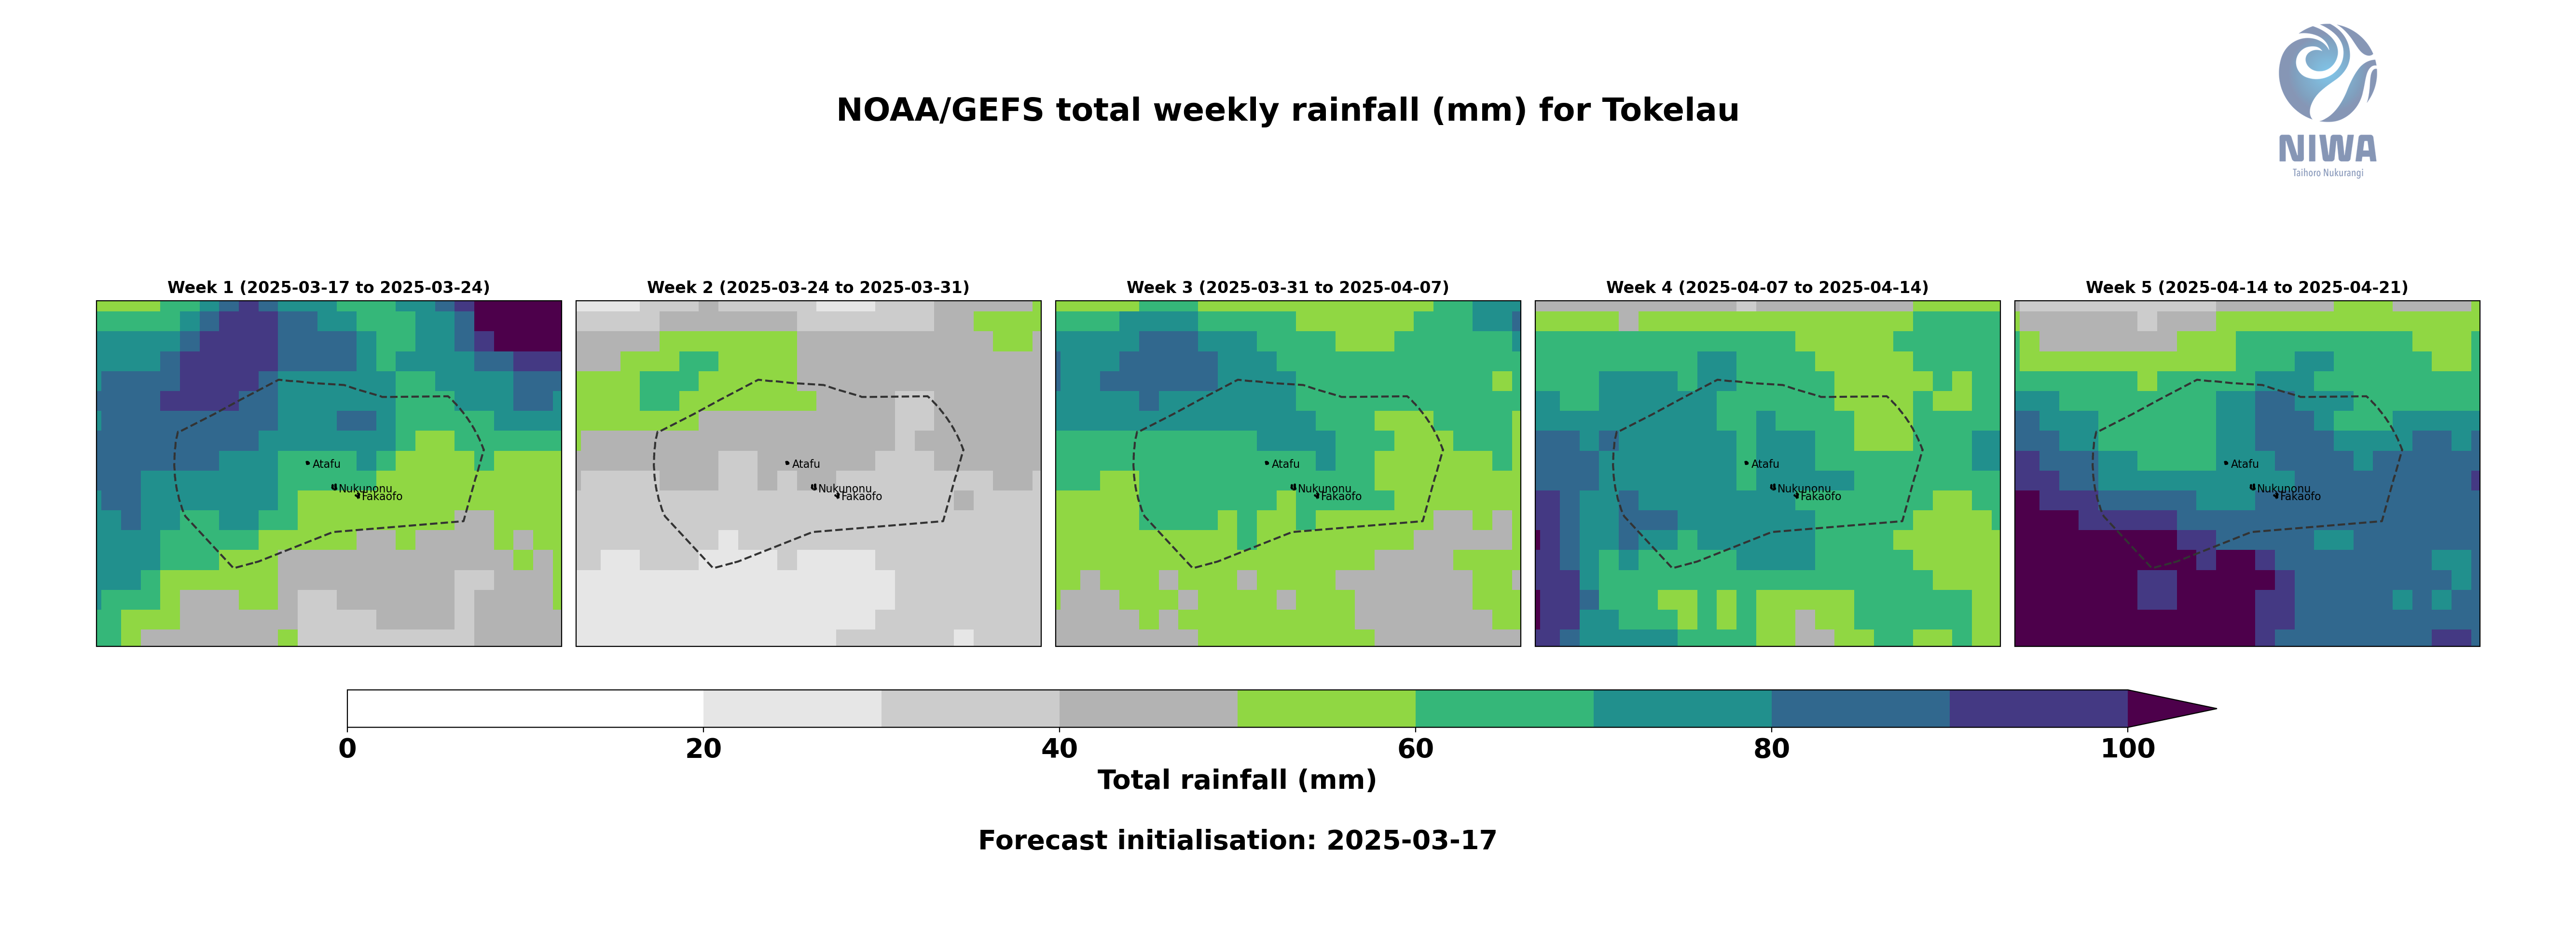 NOAA/GEFS total weekly rainfall (mm) for Tokelau
NIWA
Taihoro Nukurangi
Week 1 (2025-03-17 to 2025-03-24)
Week 2 (2025-03-24 to 2025-03-31)
Week 3 (2025-03-31 to 2025-04-07)
Week 4 (2025-04-07 to 2025-04-14)
Week 5 (2025-04-14 to 2025-04-21)
Atafu
Nukunonu
Fakaofo
Atafu
Nukunonu
Fakaofo
Atafu
Nukunonu
Fakaofo
Atafu
Nukunonu
Fakaofo
Atafu
Nukunonu
Fakaofo
0 20 40 60 80 100
Total rainfall (mm)
Forecast initialisation: 2025-03-17